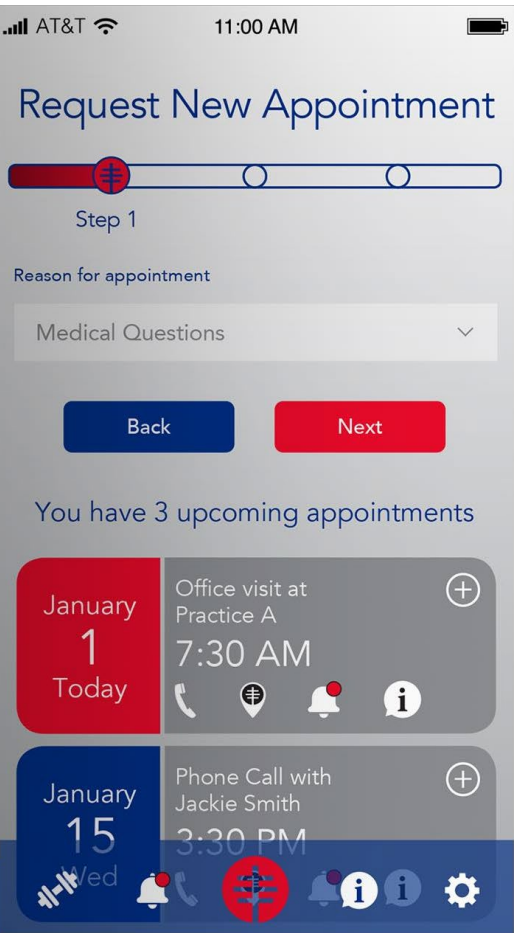 AT&T 11:00 AM
Request New Appointment
Step 1
Reason for appointment
Medical Questions
Back Next
You have 3 upcoming appointments
January
1
Today
Office visit at
Practice A
7:30 AM
January
15
Wed
Phone Call with
Jackie Smith
3:30 PM